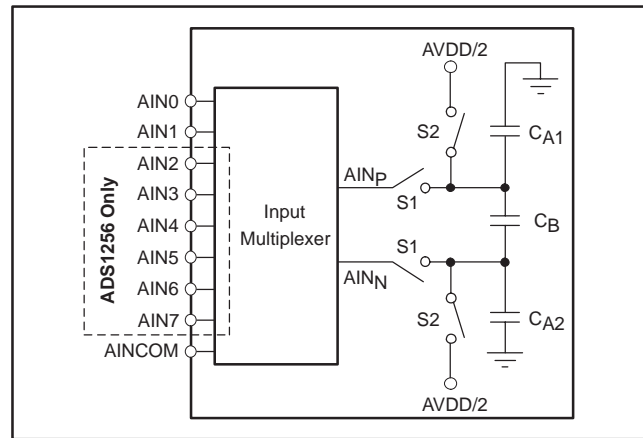 AVDD/2
AIN0
AIN1
AIN2
AIN3
AIN4
AIN5
AIN6
AIN7
AINCOM
ADS1256 Only
Input
Multiplexer
AINP
S1
S2
CA1
CB
S1
AINN
S2
CA2
AVDD/2